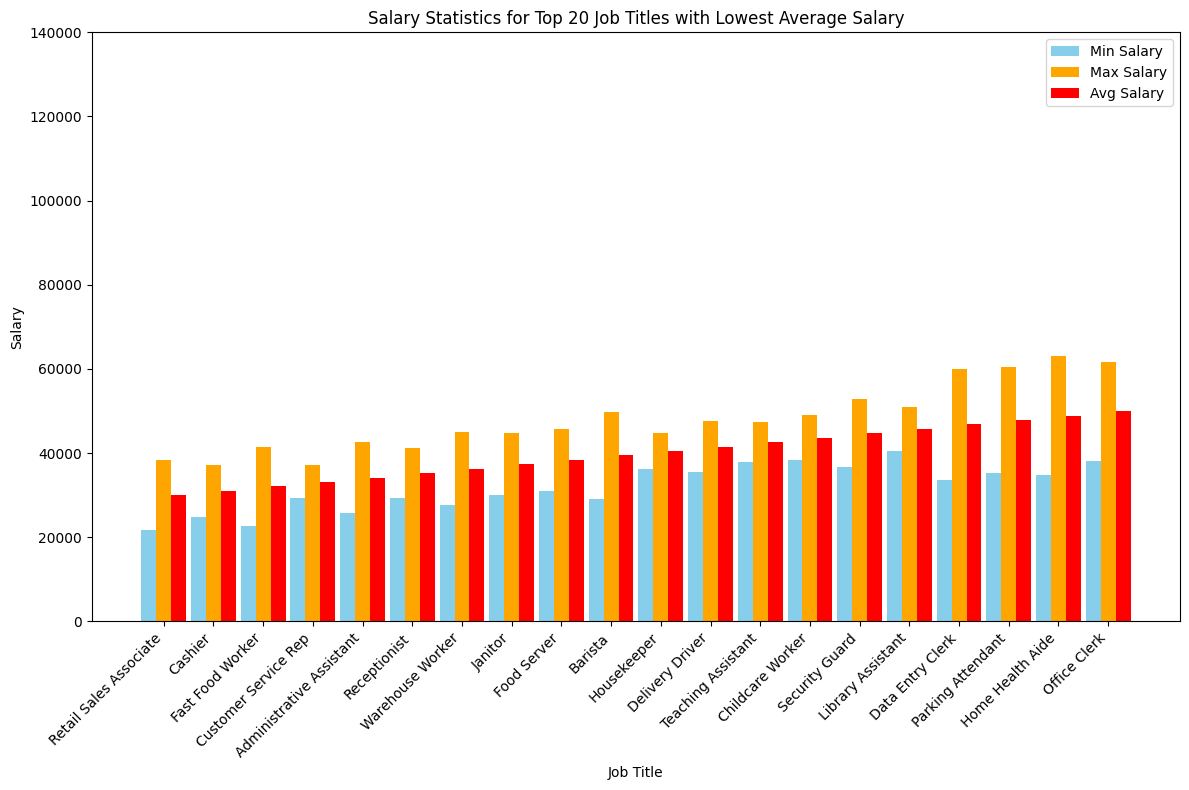 Salary Statistics for Top 20 Job Titles with Lowest Average Salary
140000
120000
100000
80000
60000
40000
20000
0
Salary
Min Salary
Max Salary
Avg Salary
Retail Sales Associate
Cashier
Fast Food Worker
Customer Service Rep
Administrative Assistant
Receptionist
Warehouse Worker
Janitor
Food Server
Barista
Housekeeper
Delivery Driver
Teaching Assistant
Childcare Worker
Security Guard
Library Assistant
Data Entry Clerk
Parking Attendant
Home Health Aide
Office Clerk
Job Title